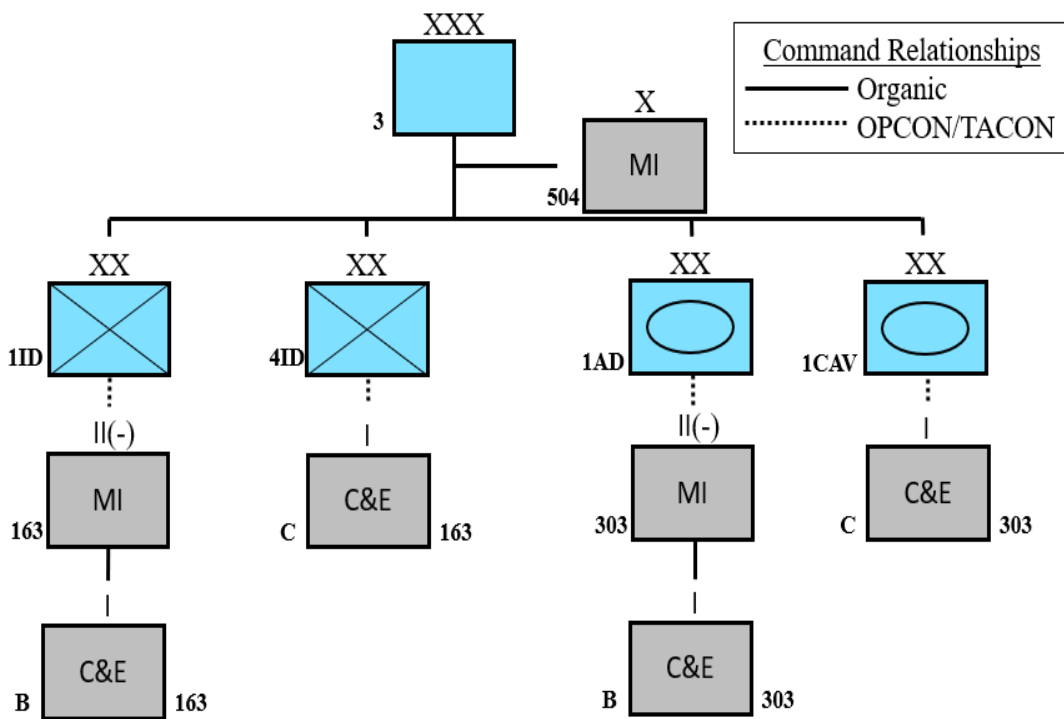 XXX
3
Command Relationships
Organic
OPCON/TACON
X
MI
504
XX
XX
XX
XX
1ID
4ID
1AD
1CAV
II(-)
I
II(-)
I
MI
C&E
MI
C&E
163
C
163
303
C
303
I
I
C&E
C&E
B
163
B
303